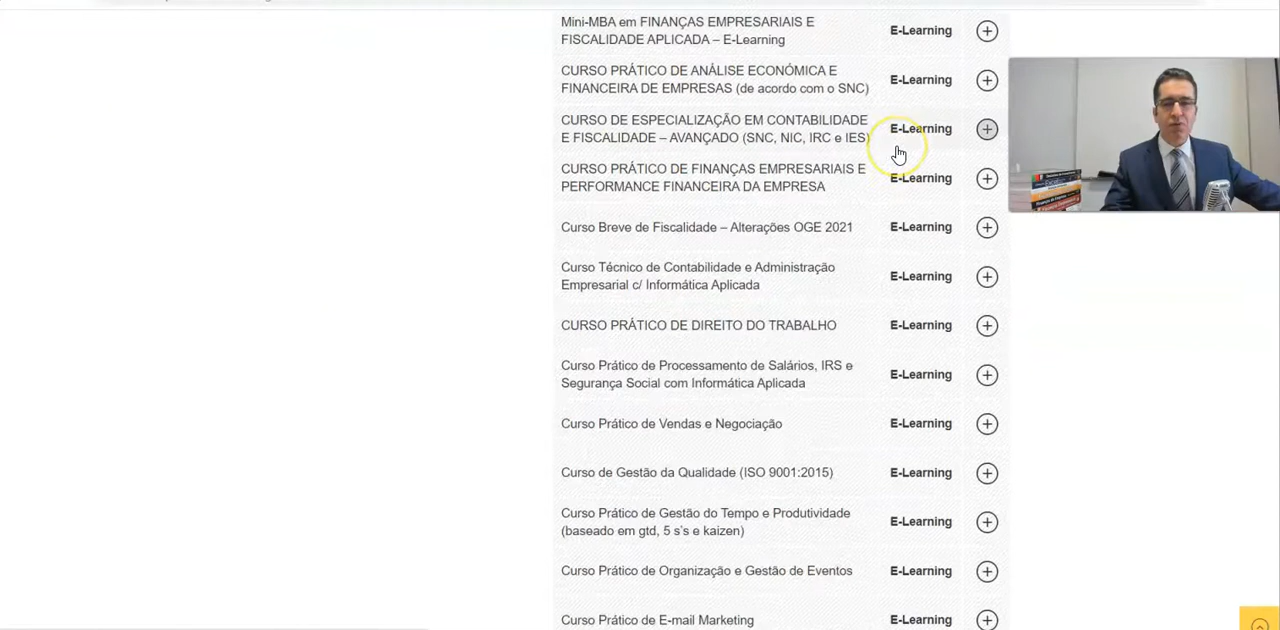 Mini-MBA em FINANÇAS EMPRESARIAIS E
FISCALIDADE APLICADA – E-Learning
E-Learning
CURSO PRÁTICO DE ANÁLISE ECONÓMICA E
FINANCEIRA DE EMPRESAS (de acordo com o SNC)
E-Learning
CURSO DE ESPECIALIZAÇÃO EM CONTABILIDADE
E FISCALIDADE – AVANÇADO (SNC, NIC, IRC e IES)
E-Learning
CURSO PRÁTICO DE FINANÇAS EMPRESARIAIS E
PERFORMANCE FINANCEIRA DA EMPRESA
E-Learning
Curso Breve de Fiscalidade – Alterações OGE 2021
E-Learning
Curso Técnico de Contabilidade e Administração
Empresarial c/ Informática Aplicada
E-Learning
CURSO PRÁTICO DE DIREITO DO TRABALHO
E-Learning
Curso Prático de Processamento de Salários, IRS e
Segurança Social com Informática Aplicada
E-Learning
Curso Prático de Vendas e Negociação
E-Learning
Curso de Gestão da Qualidade (ISO 9001:2015)
E-Learning
Curso Prático de Gestão do Tempo e Produtividade
(baseado em gtd, 5 s's e kaizen)
E-Learning
Curso Prático de Organização e Gestão de Eventos
E-Learning
Curso Prático de E-mail Marketing
E-Learning